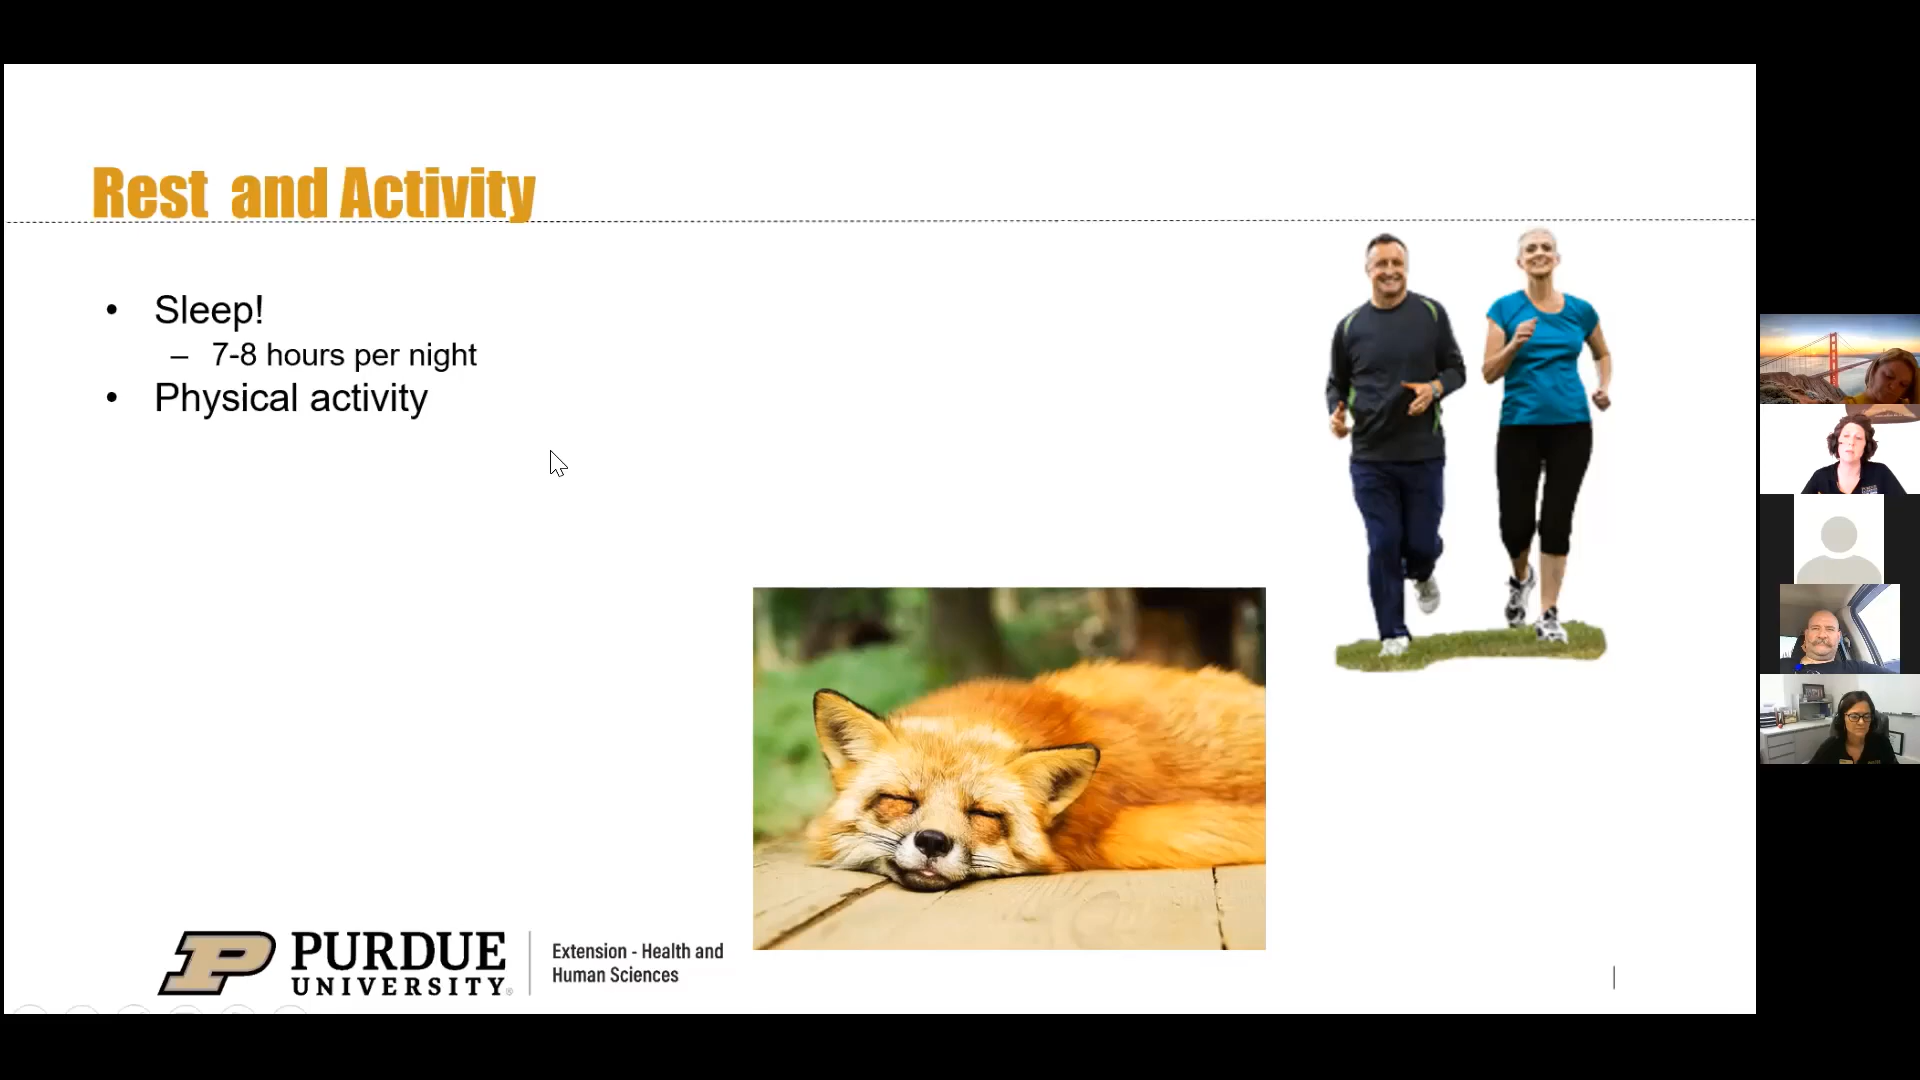 Rest and Activity
• Sleep!
– 7-8 hours per night
• Physical activity
PURDUE
UNIVERSITY®
Extension - Health and
Human Sciences